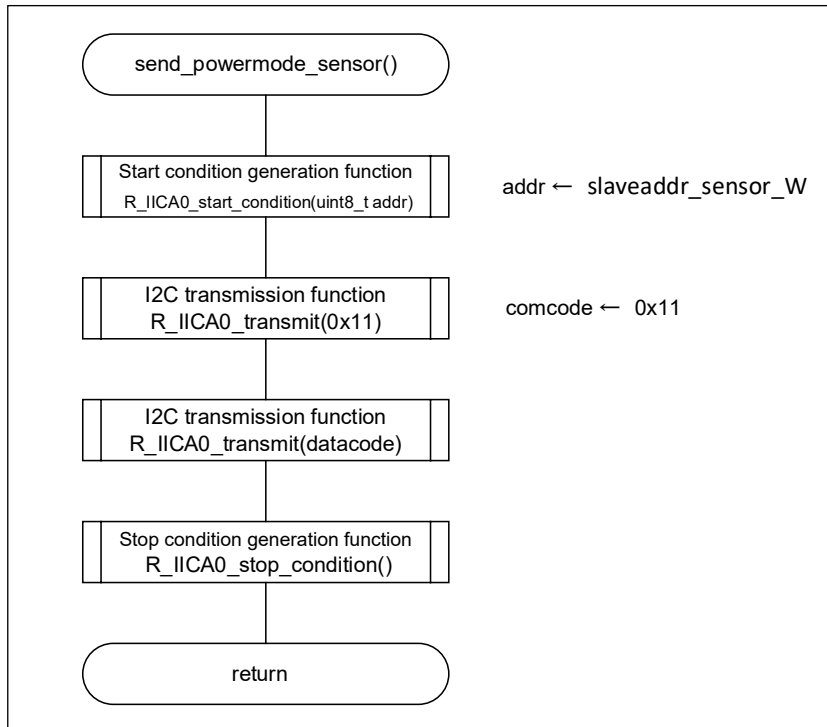 send_powermode_sensor()
Start condition generation function
R_IICA0_start_condition(uint8_t addr)
addr ← slaveaddr_sensor_W
I2C transmission function
R_IICA0_transmit(0x11)
comcode ← 0x11
I2C transmission function
R_IICA0_transmit(datacode)
Stop condition generation function
R_IICA0_stop_condition()
return